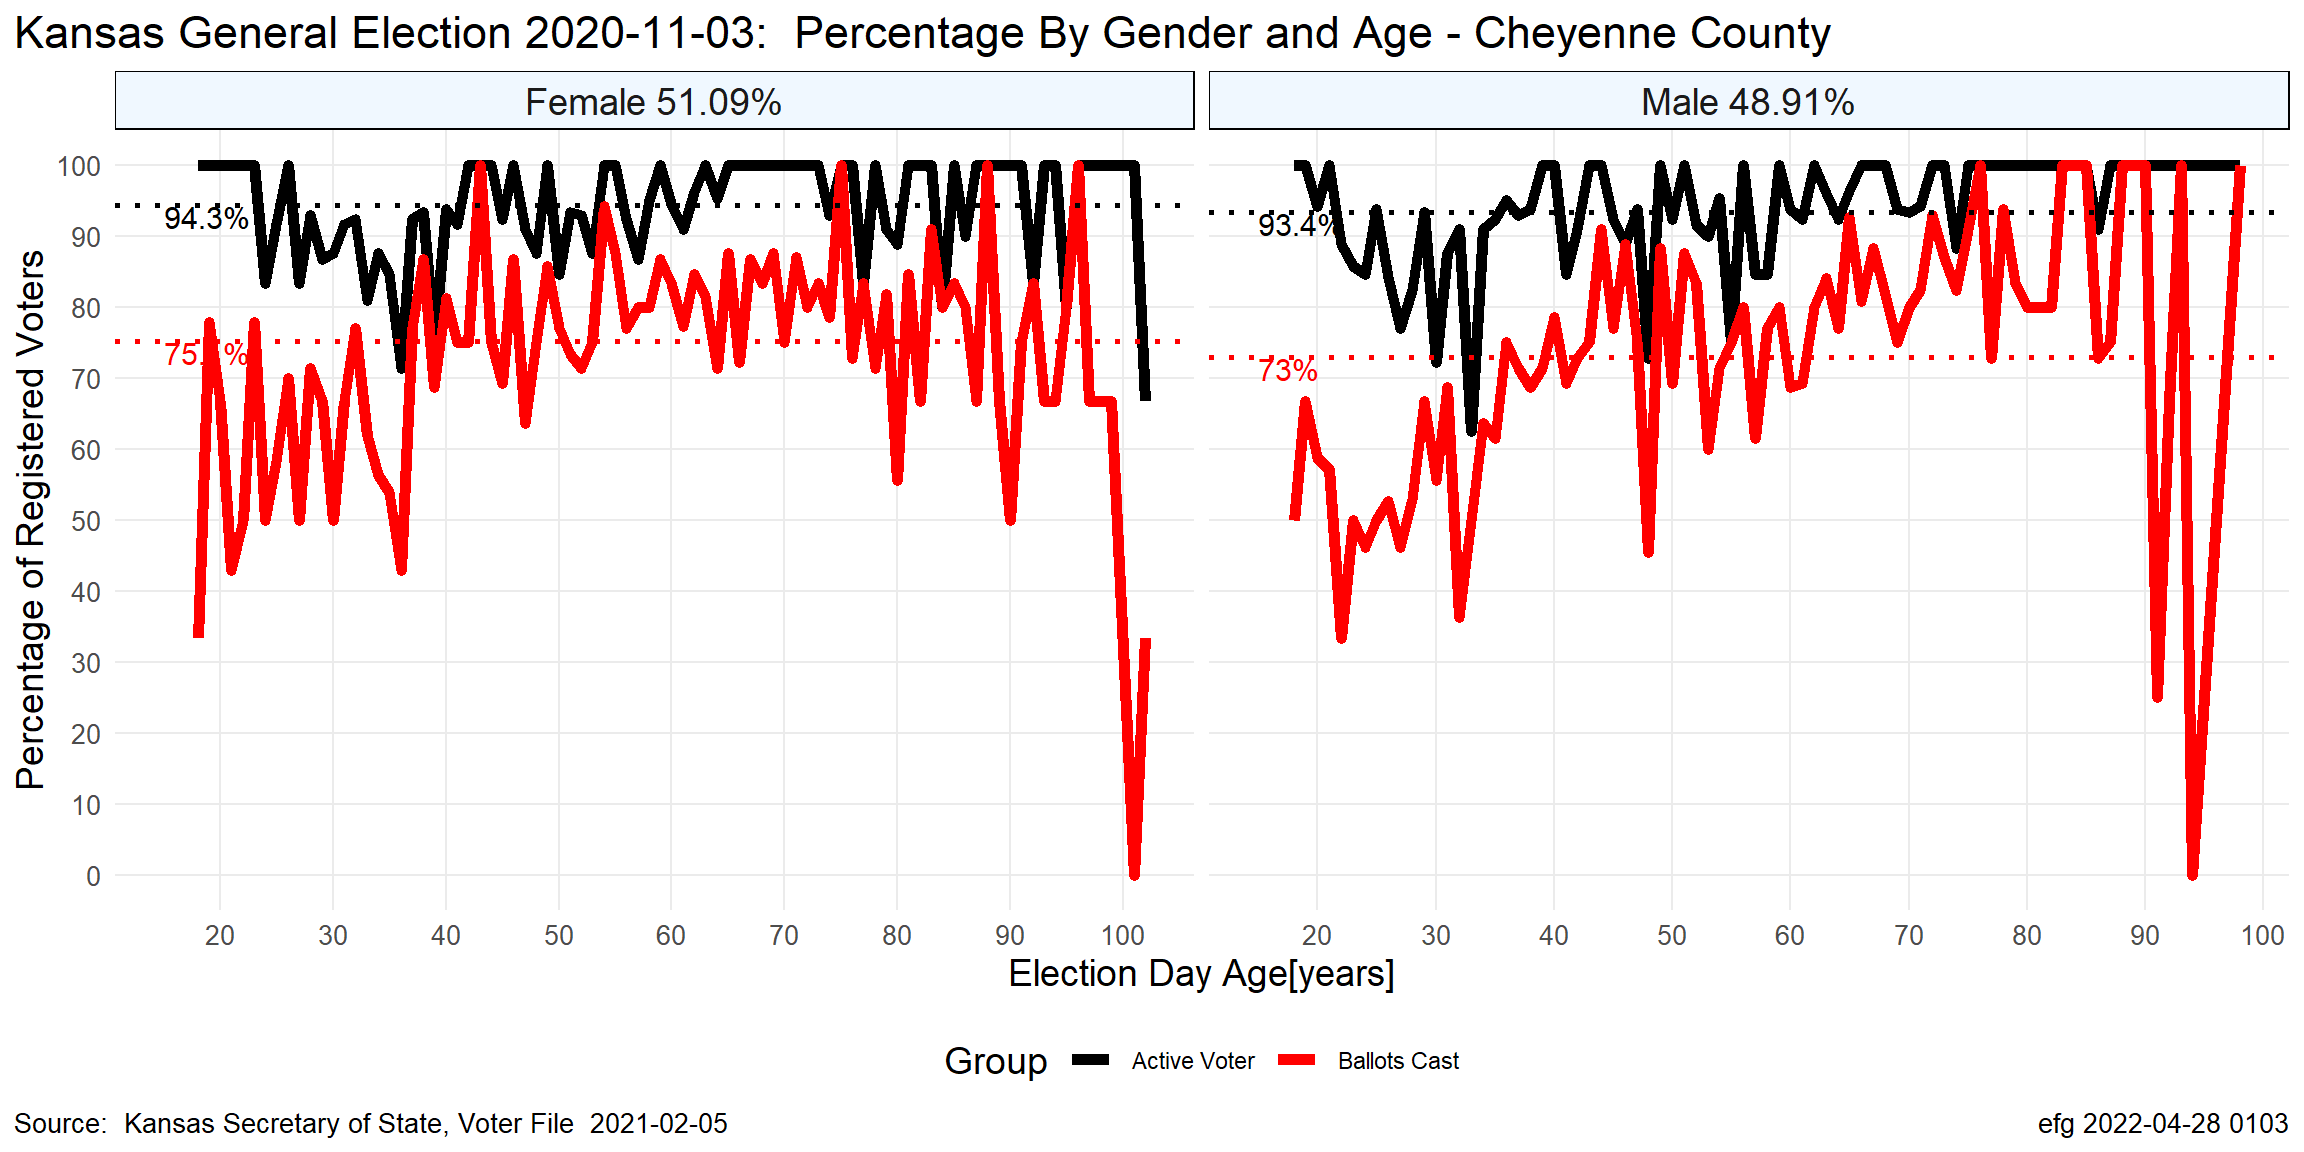 Kansas General Election 2020-11-03:  Percentage By Gender and Age - Cheyenne County
Female 51.09%
Male 48.91%
Percentage of Registered Voters
100
90
80
70
60
50
40
30
20
10
0
94.3%
93.4%
73%
20 30 40 50 60 70 80 90 100
20 30 40 50 60 70 80 90 100
Election Day Age[years]
Group Active Voter Ballots Cast
Source:  Kansas Secretary of State, Voter File  2021-02-05
efg 2022-04-28 0103